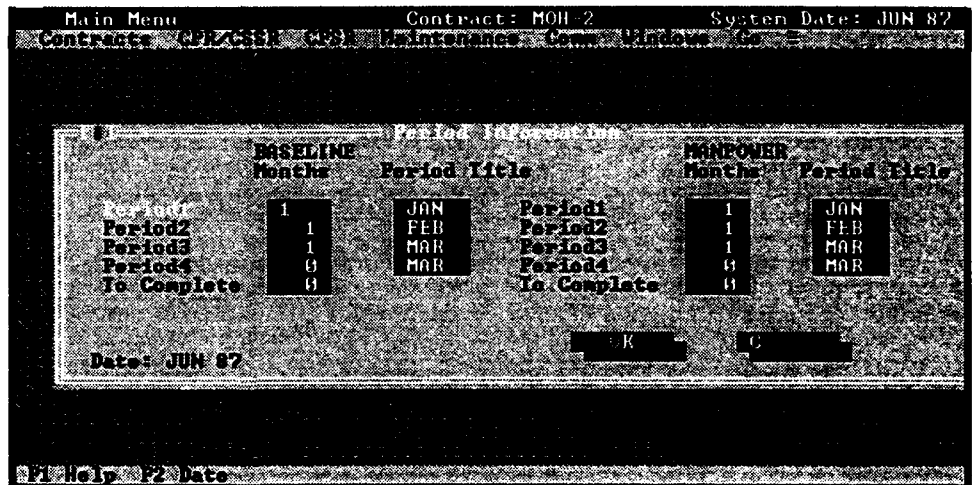 Main Menu Contract: MOH-2 System Date: JUN 87
Contracts CPR/CSSR CFSR Maintenance Comm Windows Go ≡
Period Information
BASELINE MANPOWER
Months Period Title Months Period Title
Period1 1 JAN Period1 1 JAN
Period2 1 FEB Period2 1 FEB
Period3 1 MAR Period3 1 MAR
Period4 0 MAR Period4 0 MAR
To Complete 0 To Complete 0
OK C
Date: JUN 87
F1 Help F2 Date